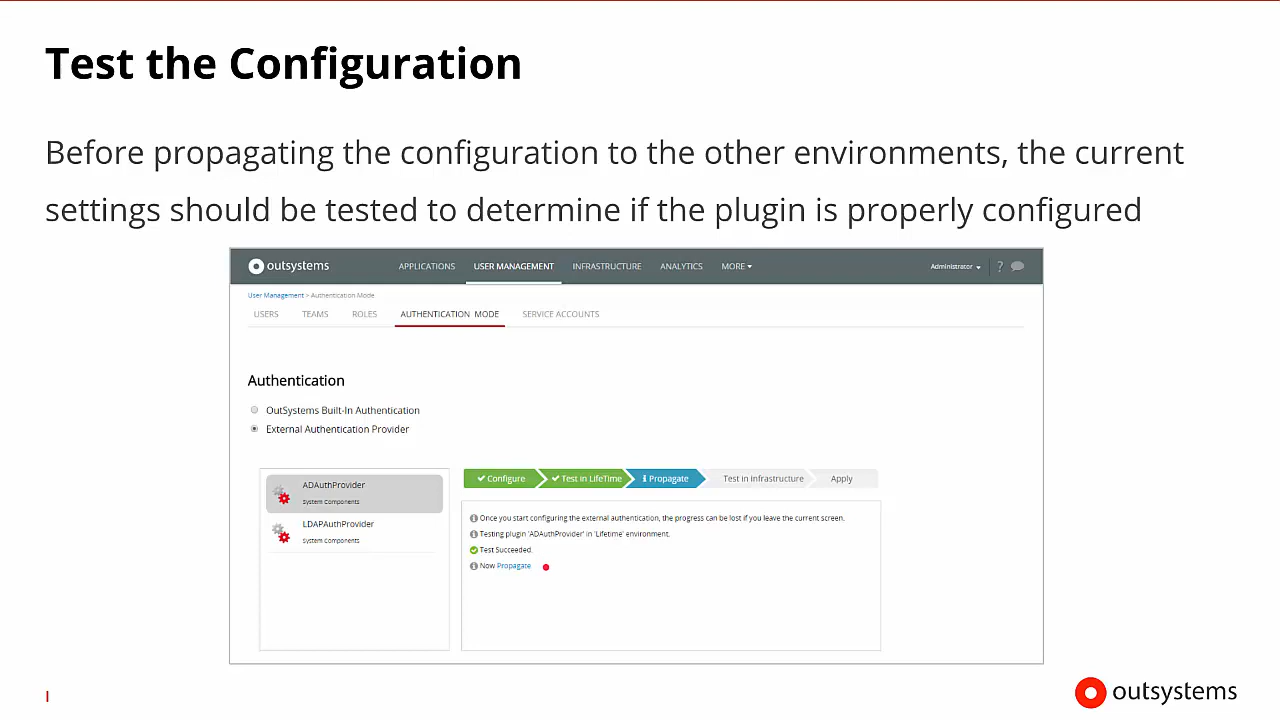 Test the Configuration
Before propagating the configuration to the other environments, the current
settings should be tested to determine if the plugin is properly configured
outsystems APPLICATIONS USER MANAGEMENT INFRASTRUCTURE ANALYTICS MORE Administrator ?
User Management > Authentication Mode
USERS TEAMS ROLES AUTHENTICATION MODE SERVICE ACCOUNTS
Authentication
OutSystems Built-In Authentication
External Authentication Provider
ADAuthProvider
System Components
LDAPAuthProvider
System Components
Configure Test in LifeTime Propagate Test in Infrastructure Apply
Once you start configuring the external authentication, the progress can be lost if you leave the current screen.
Testing plugin 'ADAuthProvider' in 'Lifetime' environment.
Test Succeeded.
Now Propagate
outsystems